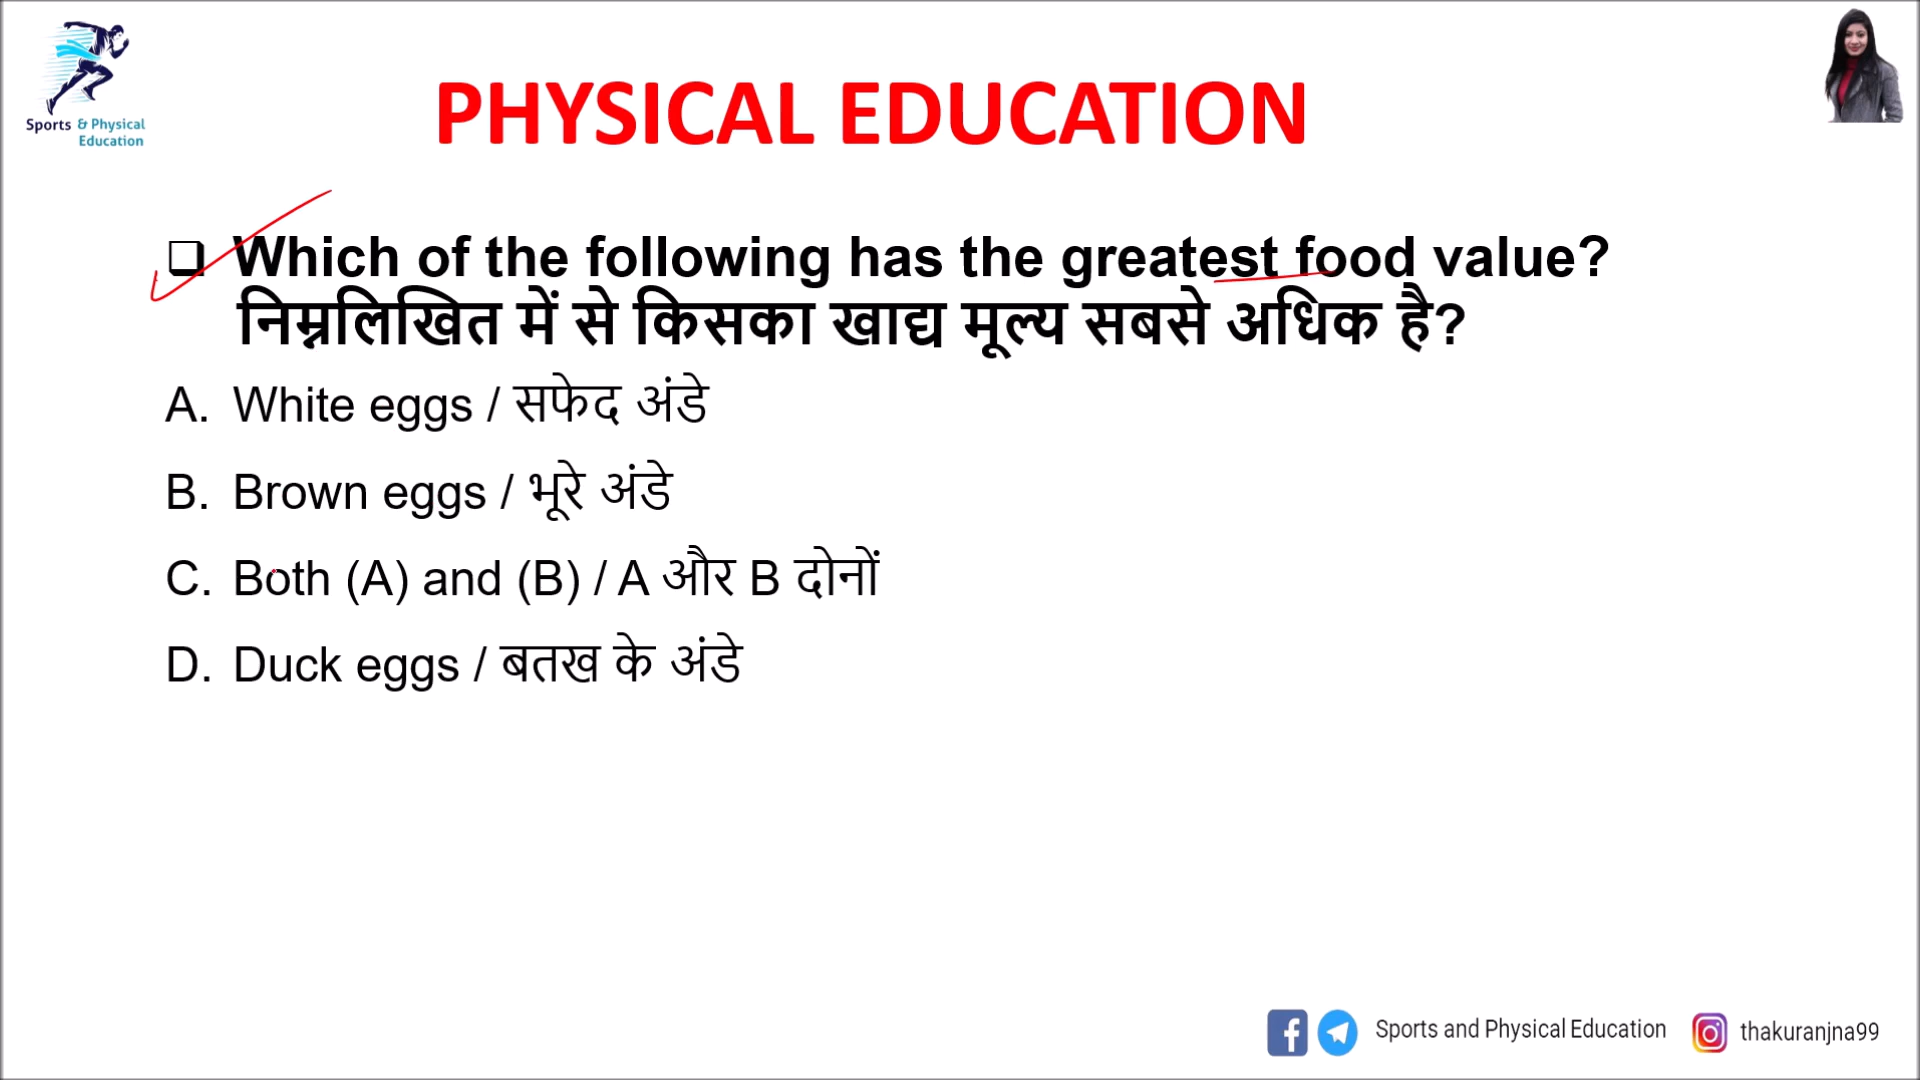 Sports & Physical
Education
PHYSICAL EDUCATION
Which of the following has the greatest food value?
निम्नलिखित में से किसका खाद्य मूल्य सबसे अधिक है?
A. White eggs / सफेद अंडे
B. Brown eggs / भूरे अंडे
C. Both (A) and (B) / A और B दोनों
D. Duck eggs / बतख के अंडे
Sports and Physical Education thakuranjna99